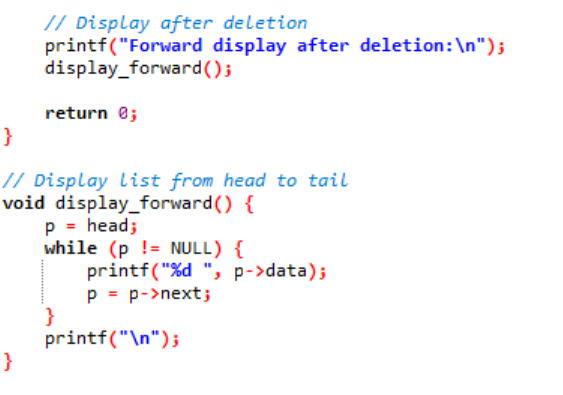 // Display after deletion
printf("Forward display after deletion:\n");
display_forward();
return 0;
}
// Display list from head to tail
void display_forward() {
p = head;
while (p != NULL) {
printf("%d ", p->data);
p = p->next;
}
printf("\n");
}